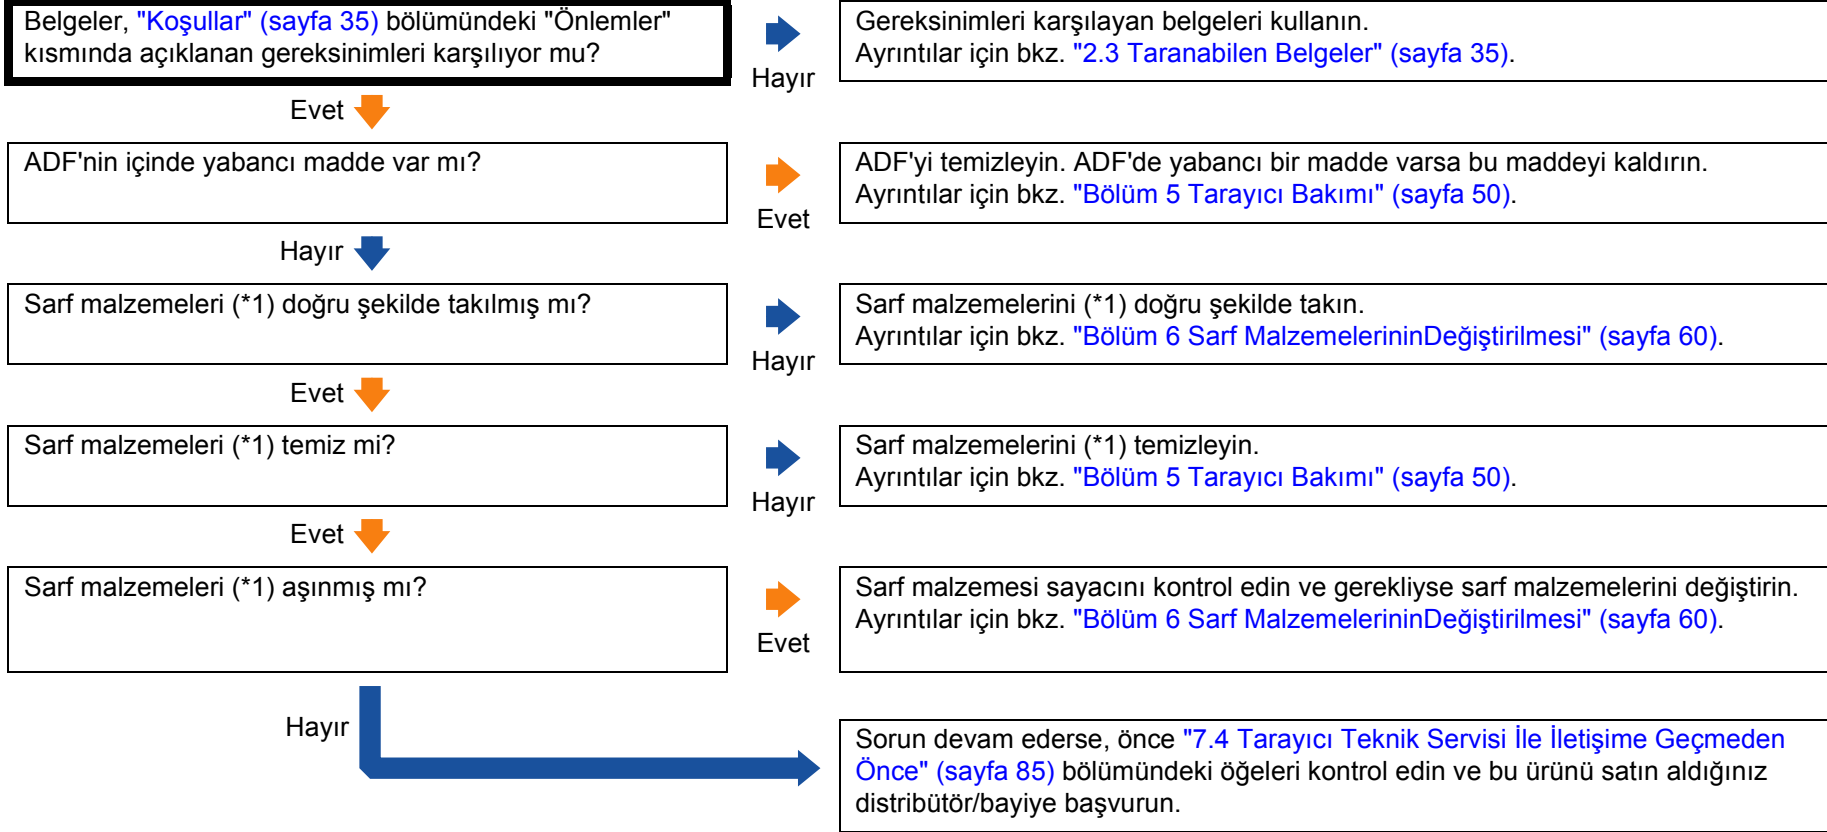 Belgeler, "Koşullar" (sayfa 35) bölümündeki "Önlemler"
kısmında açıklanan gereksinimleri karşılıyor mu?
Hayır
Gereksinimleri karşılayan belgeleri kullanın.
Ayrıntılar için bkz. "2.3 Taranabilen Belgeler" (sayfa 35).
Evet
ADF'nin içinde yabancı madde var mı?
Evet
ADF'yi temizleyin. ADF'de yabancı bir madde varsa bu maddeyi kaldırın.
Ayrıntılar için bkz. "Bölüm 5 Tarayıcı Bakımı" (sayfa 50).
Hayır
Sarf malzemeleri (*1) doğru şekilde takılmış mı?
Hayır
Sarf malzemelerini (*1) doğru şekilde takın.
Ayrıntılar için bkz. "Bölüm 6 Sarf MalzemelerininDeğiştirilmesi" (sayfa 60).
Evet
Sarf malzemeleri (*1) temiz mi?
Hayır
Sarf malzemelerini (*1) temizleyin.
Ayrıntılar için bkz. "Bölüm 5 Tarayıcı Bakımı" (sayfa 50).
Evet
Sarf malzemeleri (*1) aşınmış mı?
Evet
Sarf malzemesi sayacını kontrol edin ve gerekliyse sarf malzemelerini değiştirin.
Ayrıntılar için bkz. "Bölüm 6 Sarf MalzemelerininDeğiştirilmesi" (sayfa 60).
Hayır
Sorun devam ederse, önce "7.4 Tarayıcı Teknik Servisi İle İletişime Geçmeden
Önce" (sayfa 85) bölümündeki öğeleri kontrol edin ve bu ürünü satın aldığınız
distribütör/bayiye başvurun.